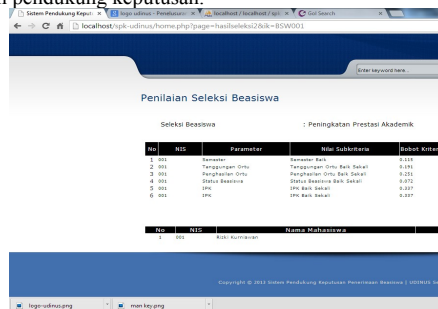 pendukung keputusan.
Sistem Pendukung Keput
logo udinus - Penelusura
localhost / localhost / spk
Go! Search
localhost/spk-udinus/home.php?page=hasilseleksi2&ik=BSW001
Enter keyword here...
Penilaian Seleksi Beasiswa
Seleksi Beasiswa : Peningkatan Prestasi Akademik
No NIS Parameter Nilai Subkriteria Bobot Kriter
1 001 Semester Semester Baik 0.115
2 001 Tanggungan Ortu Tanggungan Ortu Baik Sekali 0.191
3 001 Penghasilan Ortu Penghasilan Ortu Baik Sekali 0.251
4 001 Status Beasiswa Status Beasiswa Baik Sekali 0.072
5 001 IPK IPK Baik Sekali 0.337
6 001 IPK IPK Baik Sekali 0.337
No NIS Nama Mahasiswa
1 001 Rizki Kurniawan
Copyright © 2013 Sistem Pendukung Keputusan Penerimaan Beasiswa | UDINUS
logo-udinus.png
man key.png